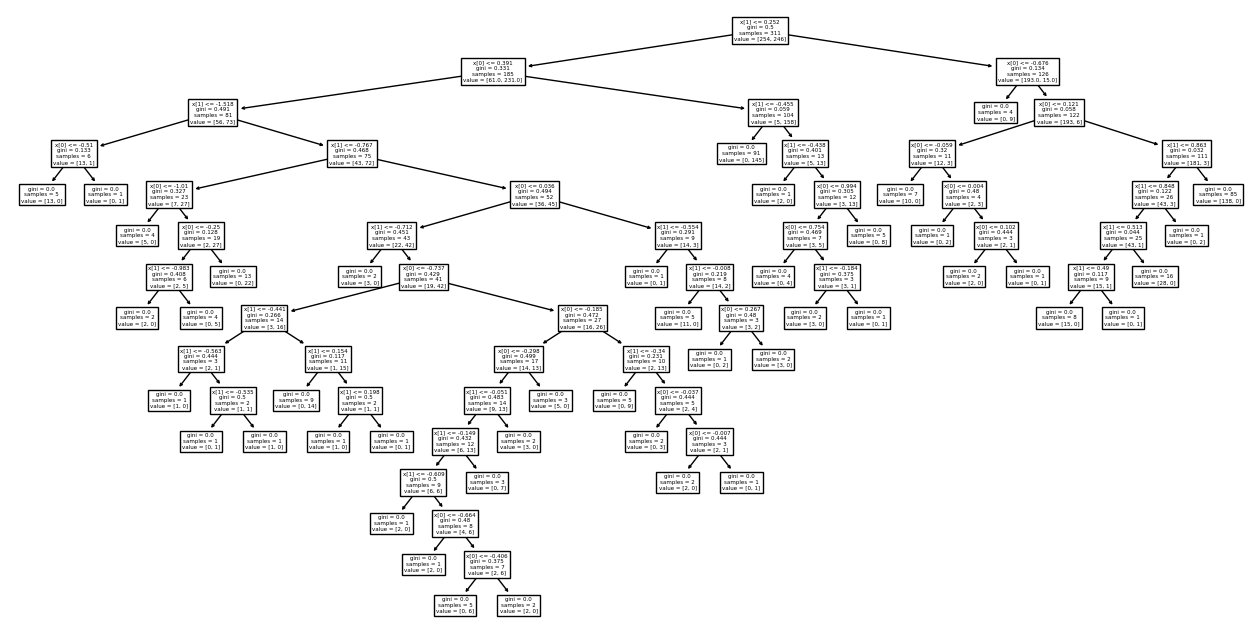 x[1] <= 0.252
gini = 0.5
samples = 311
value = [254, 246]
x[0] <= 0.391
gini = 0.331
samples = 185
value = [61.0, 231.0]
x[0] <= -0.676
gini = 0.134
samples = 126
value = [193.0, 15.0]
x[1] <= -1.518
gini = 0.491
samples = 81
value = [56, 73]
x[1] <= -0.455
gini = 0.059
samples = 104
value = [5, 158]
gini = 0.0
samples = 4
value = [0, 9]
x[0] <= 0.121
gini = 0.058
samples = 122
value = [193, 6]
x[0] <= -0.51
gini = 0.133
samples = 6
value = [13, 1]
x[1] <= -0.767
gini = 0.468
samples = 75
value = [43, 72]
gini = 0.0
samples = 91
value = [0, 145]
x[1] <= -0.438
gini = 0.401
samples = 13
value = [5, 13]
x[0] <= -0.059
gini = 0.32
samples = 11
value = [12, 3]
x[1] <= 0.863
gini = 0.032
samples = 111
value = [181, 3]
gini = 0.0
samples = 5
value = [13, 0]
gini = 0.0
samples = 1
value = [0, 1]
x[0] <= -1.01
gini = 0.327
samples = 23
value = [7, 27]
x[0] <= 0.036
gini = 0.494
samples = 52
value = [36, 45]
gini = 0.0
samples = 1
value = [2, 0]
x[0] <= 0.994
gini = 0.305
samples = 12
value = [3, 13]
gini = 0.0
samples = 7
value = [10, 0]
x[0] <= 0.004
gini = 0.48
samples = 4
value = [2, 3]
x[1] <= 0.848
gini = 0.122
samples = 26
value = [43, 3]
gini = 0.0
samples = 85
value = [138, 0]
gini = 0.0
samples = 4
value = [5, 0]
x[0] <= -0.25
gini = 0.128
samples = 19
value = [2, 27]
x[1] <= -0.712
gini = 0.451
samples = 43
value = [22, 42]
x[1] <= -0.554
gini = 0.291
samples = 9
value = [14, 3]
x[0] <= 0.754
gini = 0.469
samples = 7
value = [3, 5]
gini = 0.0
samples = 5
value = [0, 8]
gini = 0.0
samples = 1
value = [0, 2]
x[0] <= 0.102
gini = 0.444
samples = 3
value = [2, 1]
x[1] <= 0.513
gini = 0.044
samples = 25
value = [43, 1]
gini = 0.0
samples = 1
value = [0, 2]
x[1] <= -0.983
gini = 0.408
samples = 6
value = [2, 5]
gini = 0.0
samples = 13
value = [0, 22]
gini = 0.0
samples = 2
value = [3, 0]
x[0] <= -0.737
gini = 0.429
samples = 41
value = [19, 42]
gini = 0.0
samples = 1
value = [0, 1]
x[1] <= -0.008
gini = 0.219
samples = 8
value = [14, 2]
gini = 0.0
samples = 4
value = [0, 4]
x[1] <= -0.184
gini = 0.375
samples = 3
value = [3, 1]
gini = 0.0
samples = 2
value = [2, 0]
gini = 0.0
samples = 1
value = [0, 1]
x[1] <= 0.49
gini = 0.117
samples = 9
value = [15, 1]
gini = 0.0
samples = 16
value = [28, 0]
gini = 0.0
samples = 2
value = [2, 0]
gini = 0.0
samples = 4
value = [0, 5]
x[1] <= -0.441
gini = 0.266
samples = 14
value = [3, 16]
x[0] <= -0.185
gini = 0.472
samples = 27
value = [16, 26]
gini = 0.0
samples = 5
value = [11, 0]
x[0] <= 0.267
gini = 0.48
samples = 3
value = [3, 2]
gini = 0.0
samples = 2
value = [3, 0]
gini = 0.0
samples = 1
value = [0, 1]
gini = 0.0
samples = 8
value = [15, 0]
gini = 0.0
samples = 1
value = [0, 1]
x[1] <= -0.563
gini = 0.444
samples = 3
value = [2, 1]
x[1] <= 0.154
gini = 0.117
samples = 11
value = [1, 15]
x[0] <= -0.298
gini = 0.499
samples = 17
value = [14, 13]
x[1] <= -0.34
gini = 0.231
samples = 10
value = [2, 13]
gini = 0.0
samples = 1
value = [0, 2]
gini = 0.0
samples = 2
value = [3, 0]
gini = 0.0
samples = 1
value = [1, 0]
x[1] <= -0.535
gini = 0.5
samples = 2
value = [1, 1]
gini = 0.0
samples = 9
value = [0, 14]
x[1] <= 0.198
gini = 0.5
samples = 2
value = [1, 1]
x[1] <= -0.051
gini = 0.483
samples = 14
value = [9, 13]
gini = 0.0
samples = 3
value = [5, 0]
gini = 0.0
samples = 5
value = [0, 9]
x[0] <= -0.037
gini = 0.444
samples = 5
value = [2, 4]
gini = 0.0
samples = 1
value = [0, 1]
gini = 0.0
samples = 1
value = [1, 0]
gini = 0.0
samples = 1
value = [1, 0]
gini = 0.0
samples = 1
value = [0, 1]
x[1] <= -0.149
gini = 0.432
samples = 12
value = [6, 13]
gini = 0.0
samples = 2
value = [3, 0]
gini = 0.0
samples = 2
value = [0, 3]
x[0] <= -0.007
gini = 0.444
samples = 3
value = [2, 1]
x[1] <= -0.609
gini = 0.5
samples = 9
value = [6, 6]
gini = 0.0
samples = 3
value = [0, 7]
gini = 0.0
samples = 2
value = [2, 0]
gini = 0.0
samples = 1
value = [0, 1]
gini = 0.0
samples = 1
value = [2, 0]
x[0] <= -0.664
gini = 0.48
samples = 8
value = [4, 6]
gini = 0.0
samples = 1
value = [2, 0]
x[0] <= -0.406
gini = 0.375
samples = 7
value = [2, 6]
gini = 0.0
samples = 5
value = [0, 6]
gini = 0.0
samples = 2
value = [2, 0]